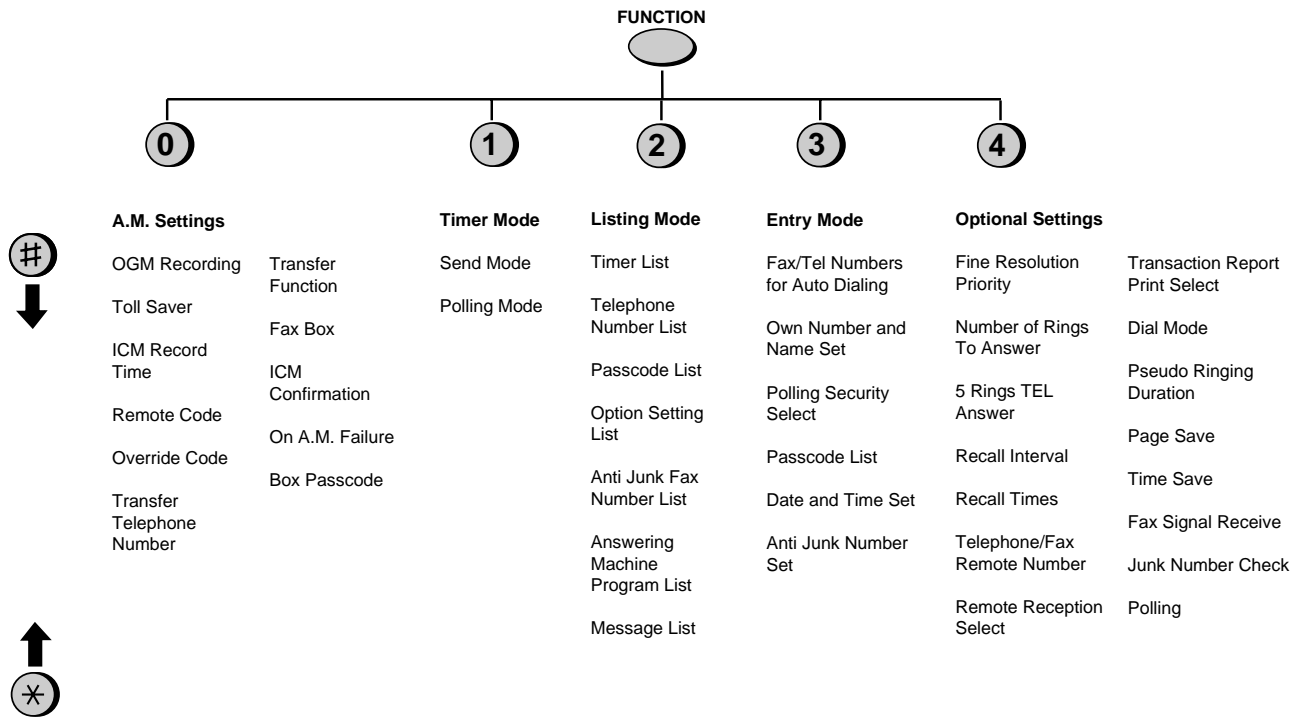 FUNCTION
0
1
2
3
4
#
A.M. Settings
OGM Recording
Toll Saver
ICM Record
Time
Remote Code
Override Code
Transfer
Telephone
Number
Transfer
Function
Fax Box
ICM
Confirmation
On A.M. Failure
Box Passcode
Timer Mode
Send Mode
Polling Mode
Listing Mode
Timer List
Telephone
Number List
Passcode List
Option Setting
List
Anti Junk Fax
Number List
Answering
Machine
Program List
Message List
Entry Mode
Fax/Tel Numbers
for Auto Dialing
Own Number and
Name Set
Polling Security
Select
Passcode List
Date and Time Set
Anti Junk Number
Set
Optional Settings
Fine Resolution
Priority
Number of Rings
To Answer
5 Rings TEL
Answer
Recall Interval
Recall Times
Telephone/Fax
Remote Number
Remote Reception
Select
Transaction Report
Print Select
Dial Mode
Pseudo Ringing
Duration
Page Save
Time Save
Fax Signal Receive
Junk Number Check
Polling
*